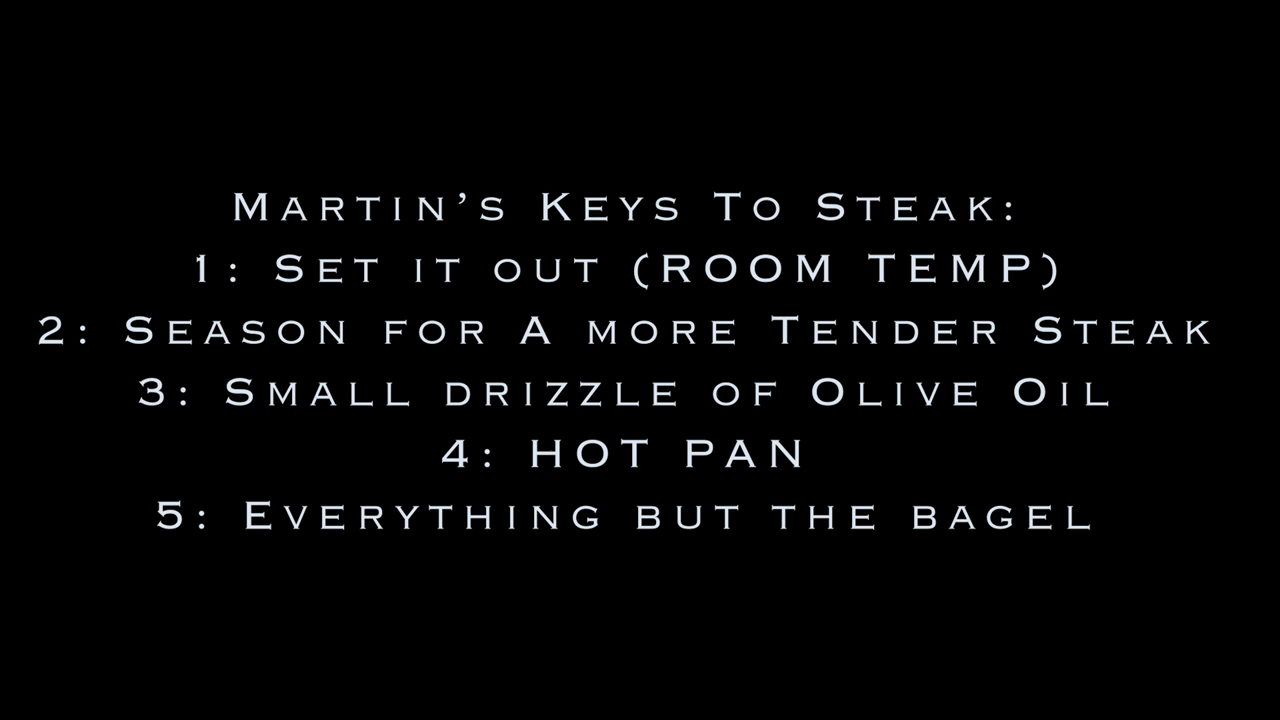 Martin's Keys To Steak:
1: Set it out (ROOM TEMP)
2: Season for A more Tender Steak
3: Small drizzle of Olive Oil
4: HOT PAN
5: Everything but the bagel